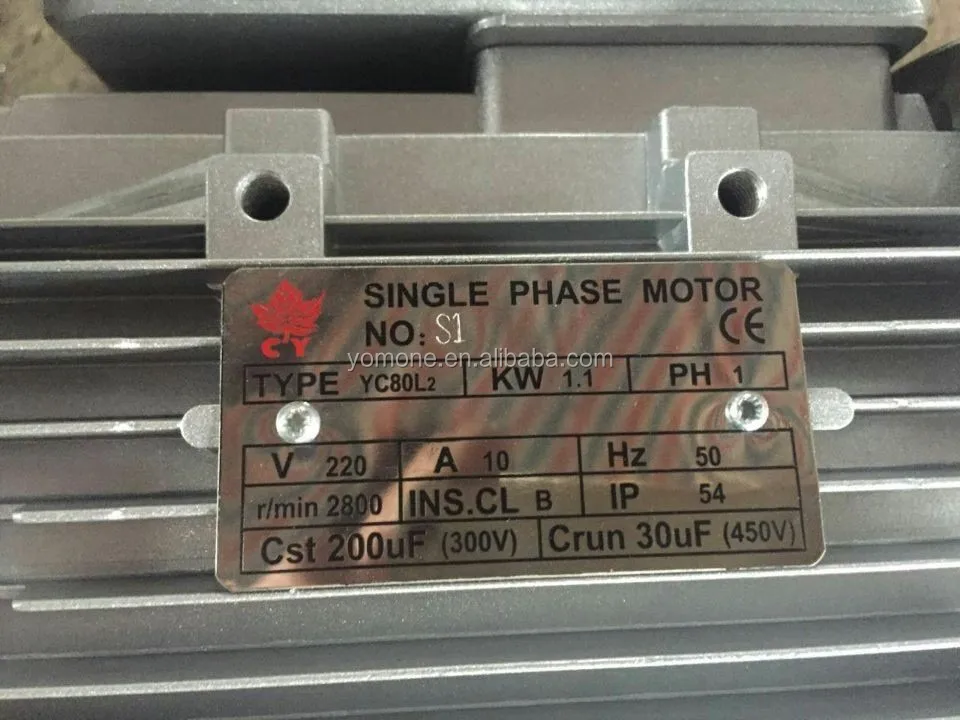 SINGLE PHASE MOTOR
NO: S1
CE
CY
yomone.en.alibaba.com
TYPE YC80L2 KW 1.1 PH 1
V 220 A 10 Hz 50
r/min 2800 INS.CL B IP 54
Cst 200uF (300V) Crun 30uF (450V)